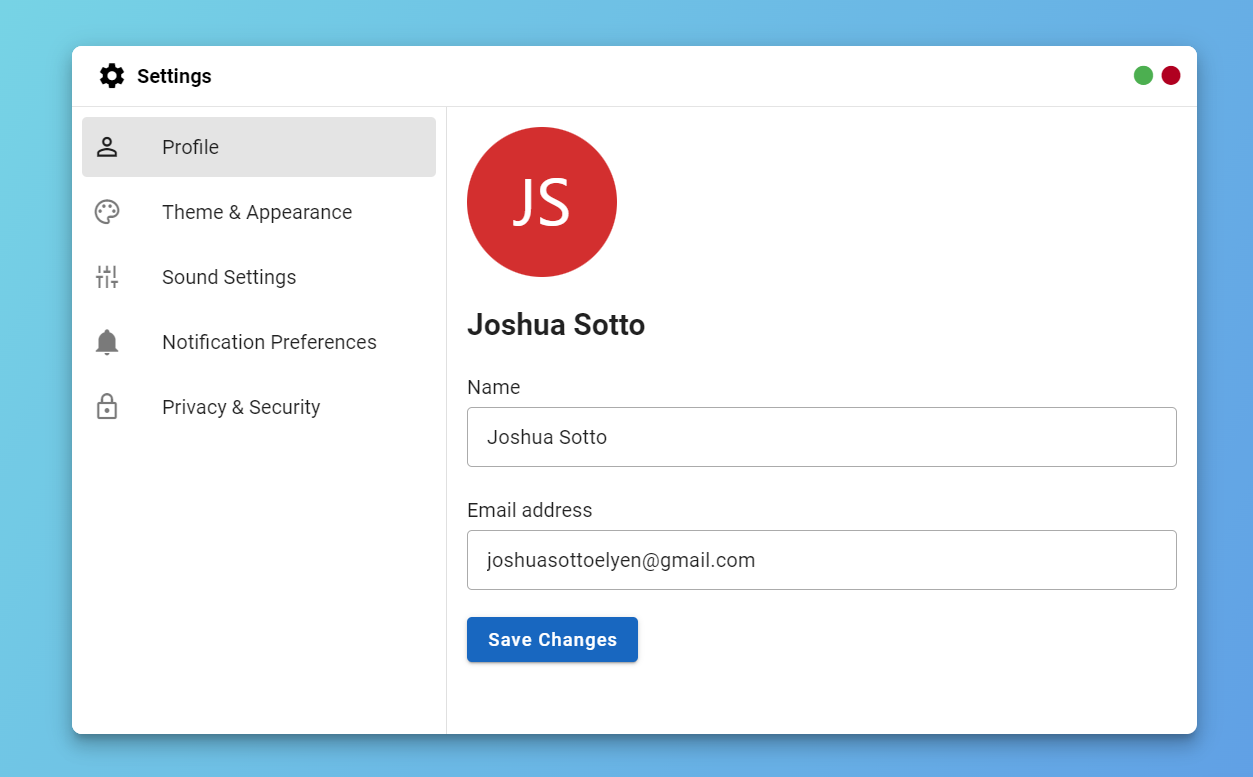 Settings
Profile
Theme & Appearance
Sound Settings
Notification Preferences
Privacy & Security
JS
Joshua Sotto
Name
Joshua Sotto
Email address
joshuasottoelyen@gmail.com
Save Changes